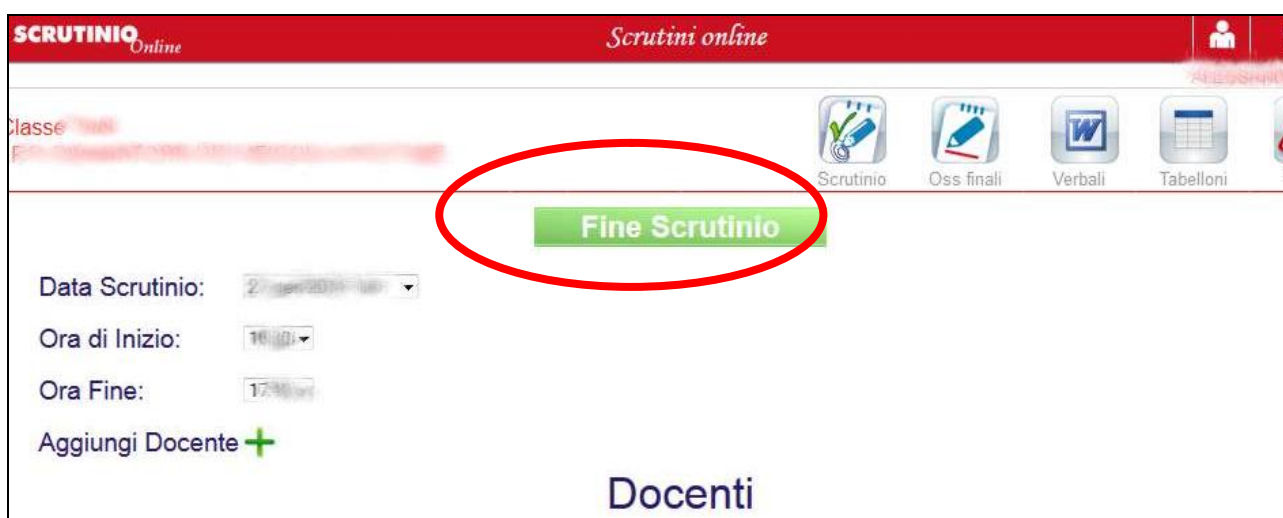 SCRUTINIO Online
Scrutini online
Classe
Scrutinio
Oss finali
Verbali
Tabelloni
Fine Scrutinio
Data Scrutinio:
Ora di Inizio:
Ora Fine:
Aggiungi Docente
Docenti